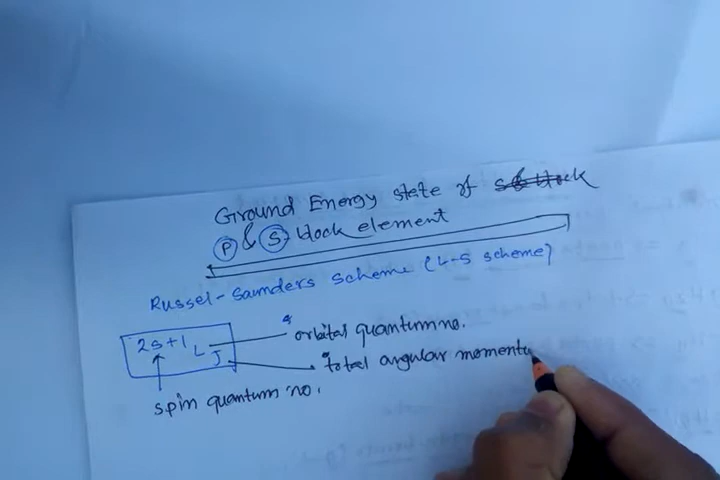 Ground Energy state of
P & S-block element
Russel-Saunders scheme (L-S scheme)
2s+1 L J
orbital quantum no.
total angular momentu
spin quantum no.